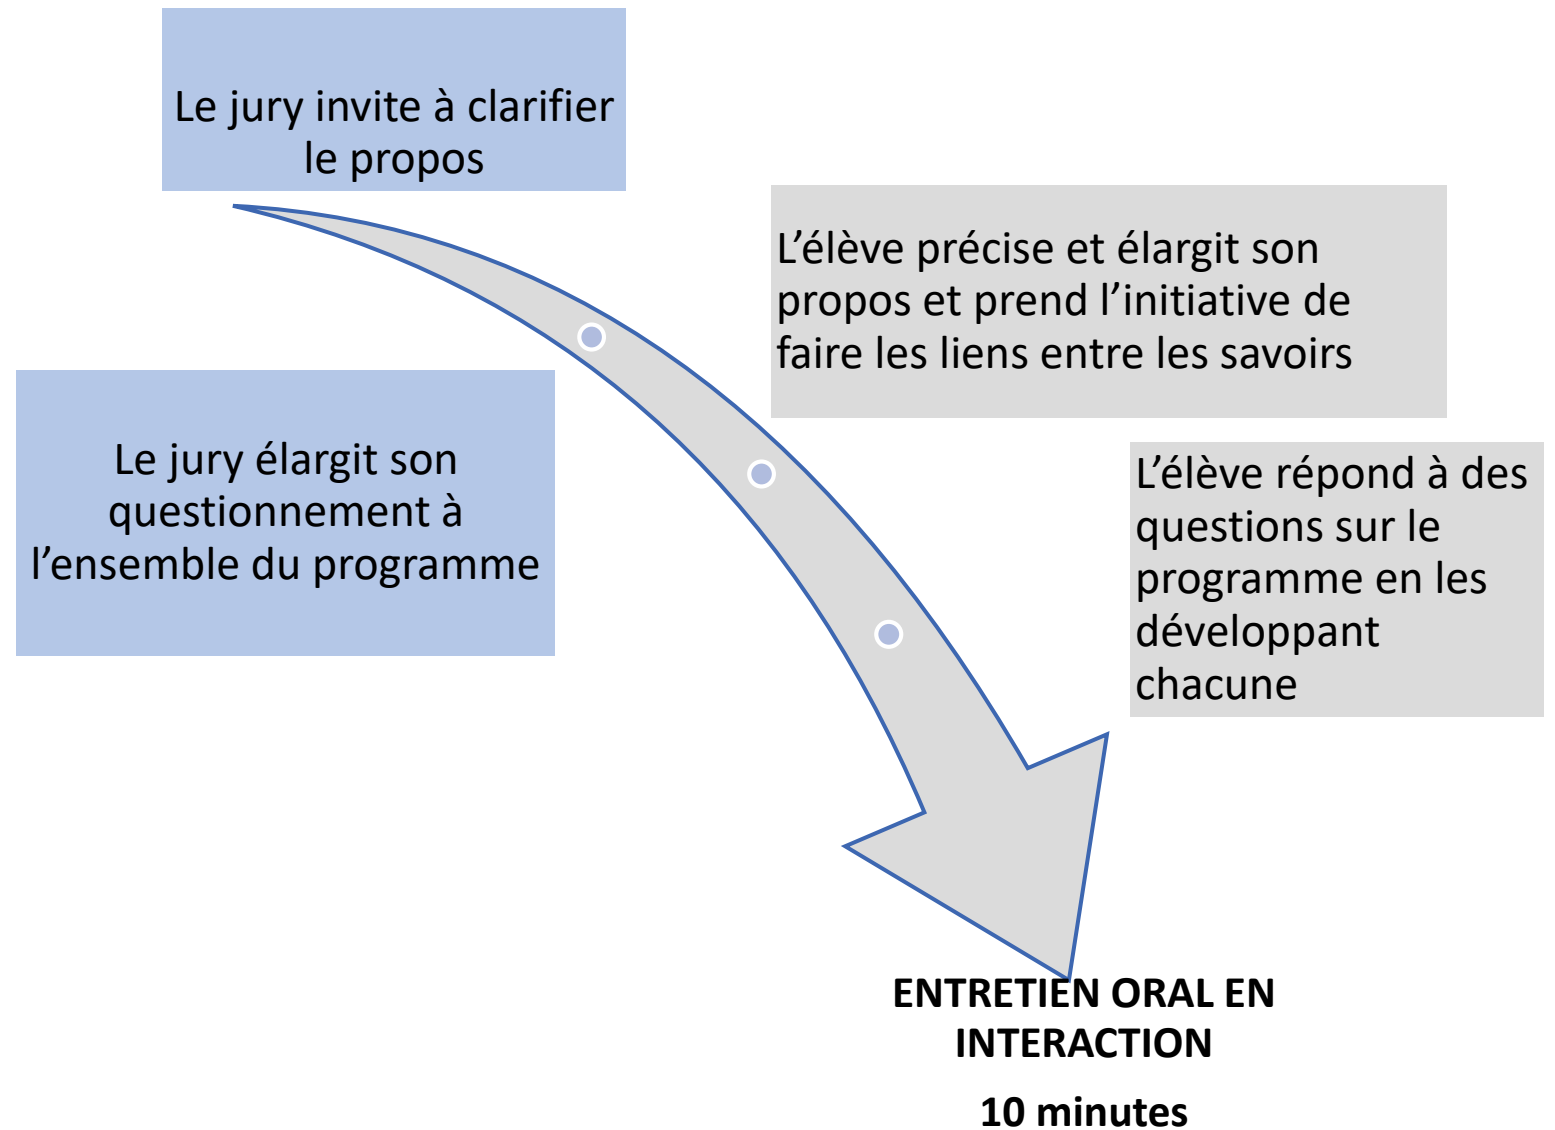 Le jury invite à clarifier
le propos
L’élève précise et élargit son
propos et prend l’initiative de
faire les liens entre les savoirs
Le jury élargit son
questionnement à
l’ensemble du programme
L’élève répond à des
questions sur le
programme en les
développant
chacune
ENTRETIEN ORAL EN
INTERACTION
10 minutes